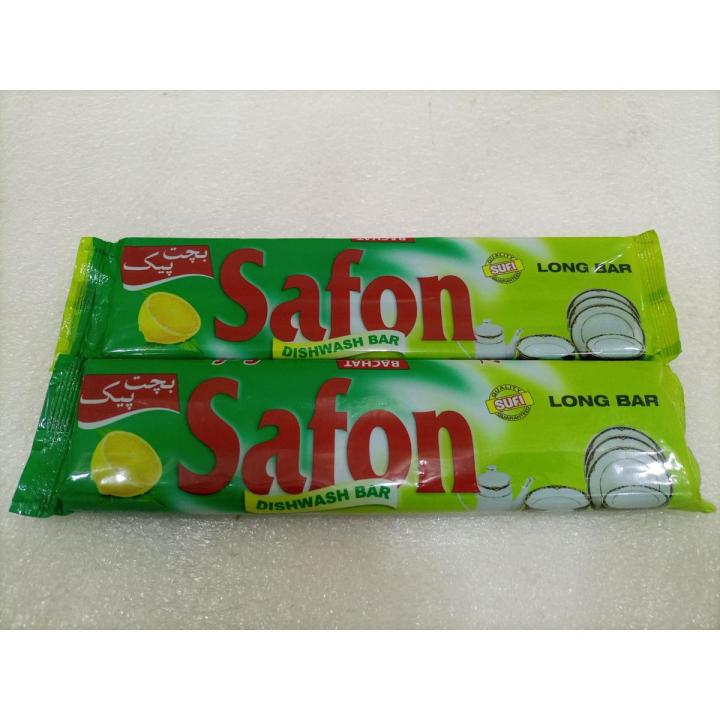 بچت
پیک
BACHAT
Safon
DISHWASH BAR
QUALITY
SUFI
GUARANTEED
LONG BAR
بچت
پیک
BACHAT
Safon
DISHWASH BAR
QUALITY
SUFI
GUARANTEED
LONG BAR